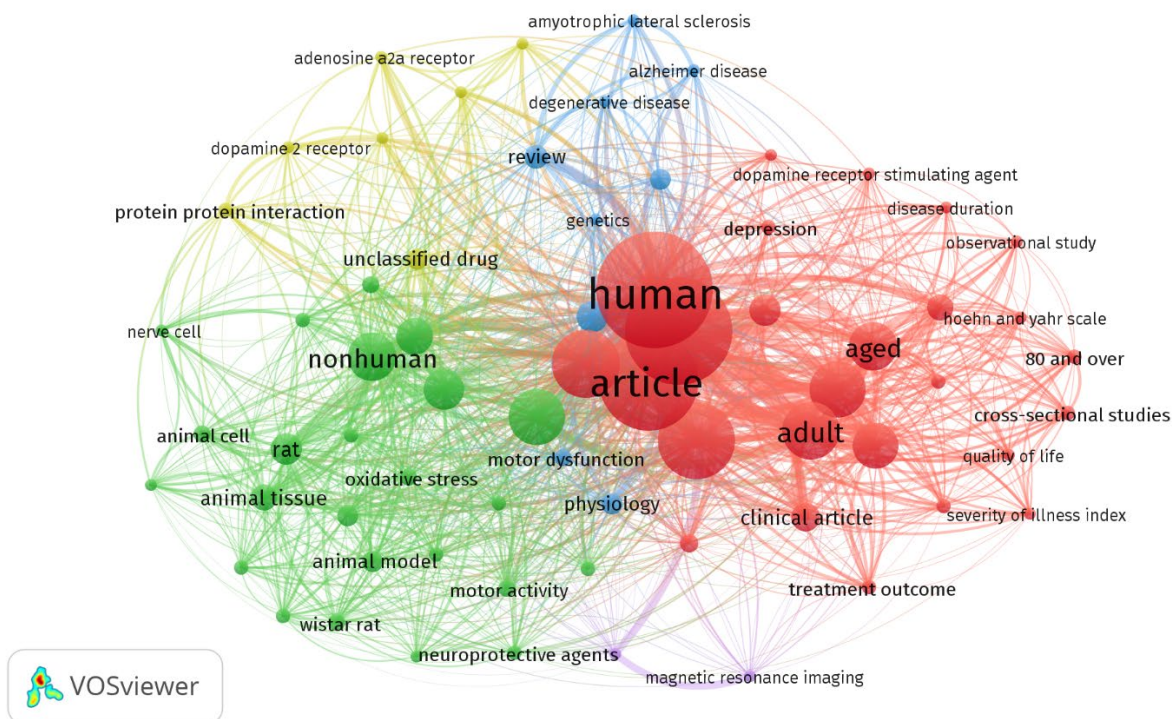 amyotrophic lateral sclerosis
adenosine a2a receptor
alzheimer disease
degenerative disease
dopamine 2 receptor
review
dopamine receptor stimulating agent
protein protein interaction
genetics
depression
disease duration
observational study
unclassified drug
human
nerve cell
hoehn and yahr scale
nonhuman
aged
80 and over
article
cross-sectional studies
animal cell
rat
adult
motor dysfunction
quality of life
oxidative stress
animal tissue
physiology
clinical article
severity of illness index
animal model
motor activity
treatment outcome
wistar rat
neuroprotective agents
magnetic resonance imaging
VOSviewer